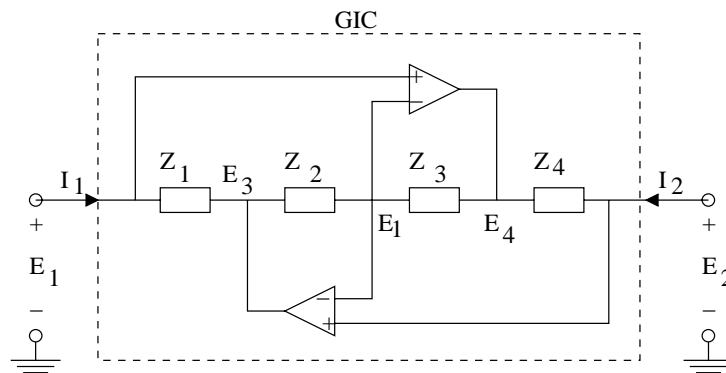 GIC
+
−
Z1 Z2 Z3 Z4
I1 E3 I2
+ E1 E4 +
E1 − E2
+
− −